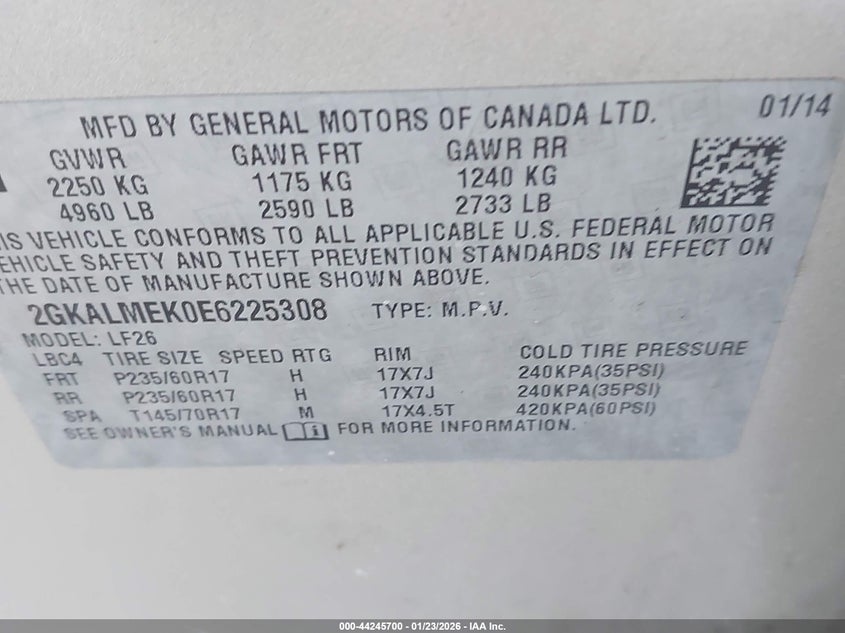 MFD BY GENERAL MOTORS OF CANADA LTD. 01/14
GVWR GAWR FRT GAWR RR
2250 KG 1175 KG 1240 KG
4960 LB 2590 LB 2733 LB
IS VEHICLE CONFORMS TO ALL APPLICABLE U.S. FEDERAL MOTOR
EHICLE SAFETY AND THEFT PREVENTION STANDARDS IN EFFECT ON
THE DATE OF MANUFACTURE SHOWN ABOVE.
2GKALMEK0E6225308 TYPE: M.P.V.
MODEL: LF26
LBC4 TIRE SIZE SPEED RTG RIM COLD TIRE PRESSURE
FRT P235/60R17 H 17X7J 240KPA(35PSI)
RR P235/60R17 H 17X7J 240KPA(35PSI)
SPA T145/70R17 M 17X4.5T 420KPA(60PSI)
SEE OWNER'S MANUAL FOR MORE INFORMATION.
000-44245700 - 01/23/2026 - IAA Inc.